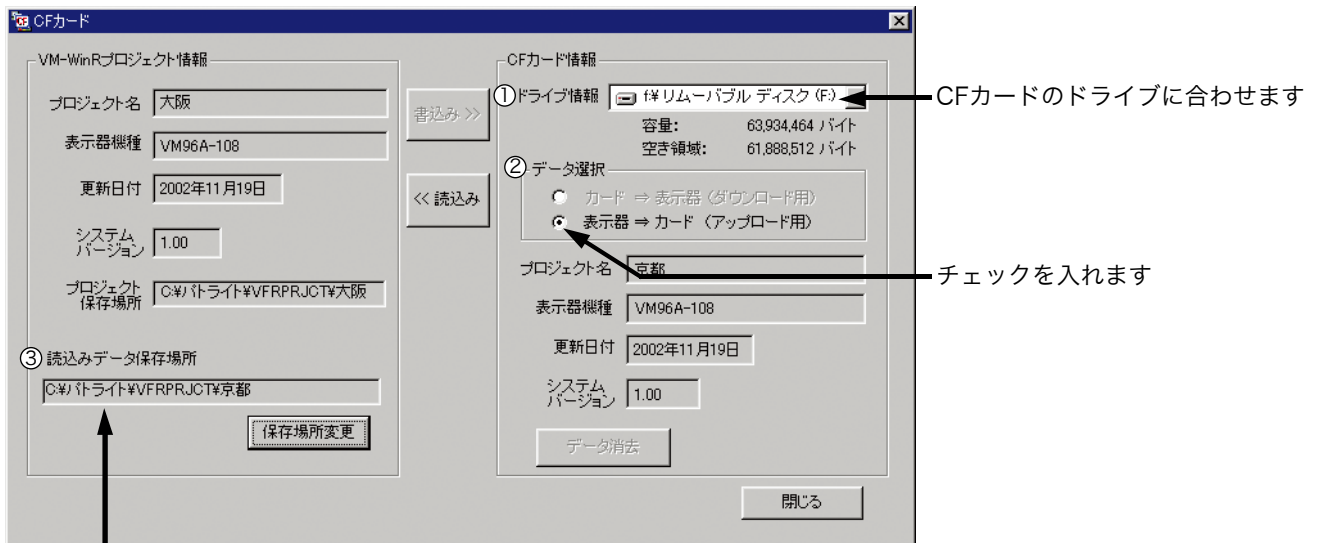 CFカード
VM-WinRプロジェクト情報
プロジェクト名 大阪
表示器機種 VM96A-108
更新日付 2002年11月19日
システム
バージョン 1.00
プロジェクト
保存場所 C:¥パトライト¥VFRPRJCT¥大阪
③ 読込みデータ保存場所
C:¥パトライト¥VFRPRJCT¥京都
保存場所変更
書込み >>
<< 読込み
CFカード情報
① ドライブ情報 f:¥ リムーバブル ディスク (F:)
容量: 63,934,464 バイト
空き領域: 61,888,512 バイト
② データ選択
カード ⇒ 表示器 (ダウンロード用)
表示器 ⇒ カード (アップロード用)
プロジェクト名 京都
表示器機種 VM96A-108
更新日付 2002年11月19日
システム
バージョン 1.00
データ消去
閉じる
CFカードのドライブに合わせます
チェックを入れます